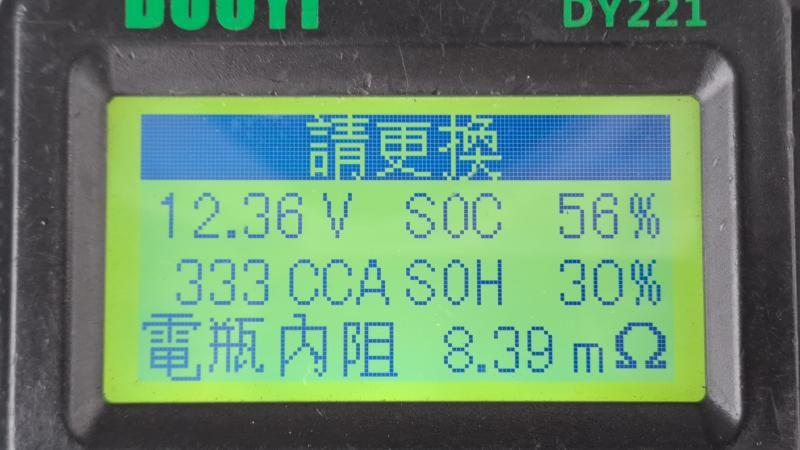 DOUYI DY221
請更換
12.36 V SOC 56%
333 CCA SOH 30%
電瓶內阻 8.39 mΩ